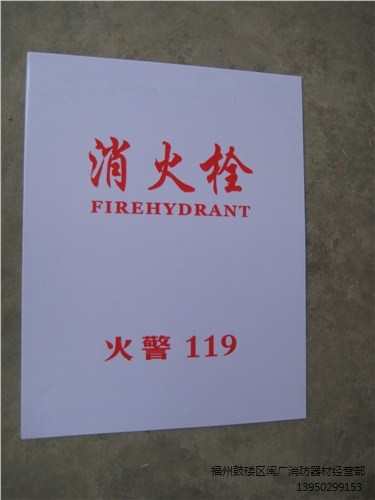 消火栓
FIREHYDRANT
火警 119
福州鼓楼区闽广消防器材经营部
13950299153